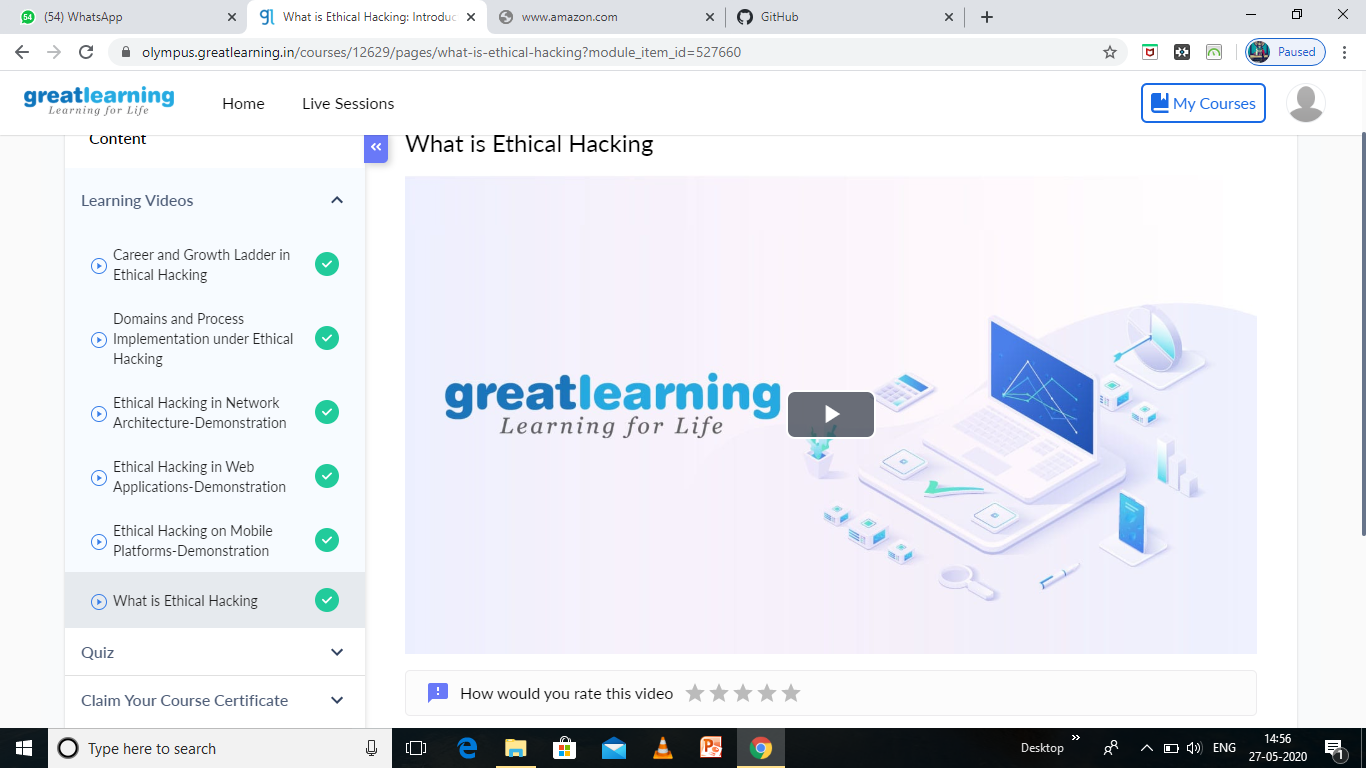 (54) WhatsApp
What is Ethical Hacking: Introduc
www.amazon.com
GitHub
olympus.greatlearning.in/courses/12629/pages/what-is-ethical-hacking?module_item_id=527660
Paused
greatlearning
Learning for Life
Home
Live Sessions
My Courses
Content
Learning Videos
Career and Growth Ladder in
Ethical Hacking
Domains and Process
Implementation under Ethical
Hacking
Ethical Hacking in Network
Architecture-Demonstration
Ethical Hacking in Web
Applications-Demonstration
Ethical Hacking on Mobile
Platforms-Demonstration
What is Ethical Hacking
Quiz
Claim Your Course Certificate
What is Ethical Hacking
greatlearning
Learning for Life
How would you rate this video
Type here to search
Desktop
ENG
14:56
27-05-2020
1